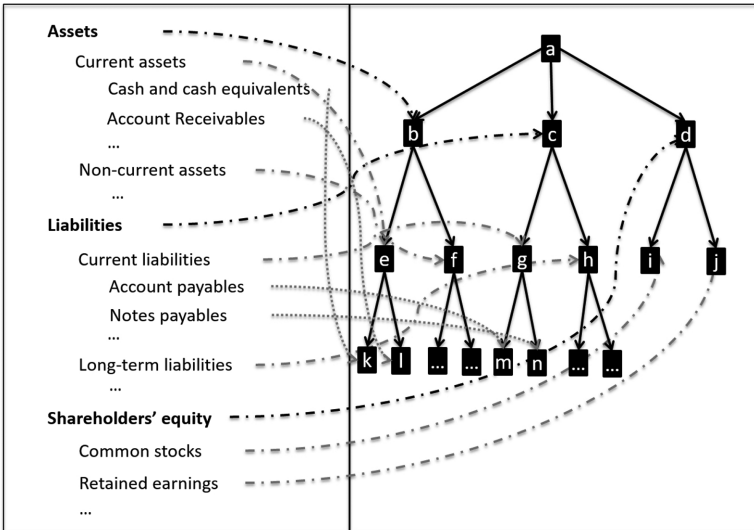 Assets
Current assets
Cash and cash equivalents
Account Receivables
...
Non-current assets
...
Liabilities
Current liabilities
Account payables
Notes payables
...
Long-term liabilities
...
Shareholders' equity
Common stocks
Retained earnings
...
a
b c d
e f g h i j
k l ... ... m n ... ...